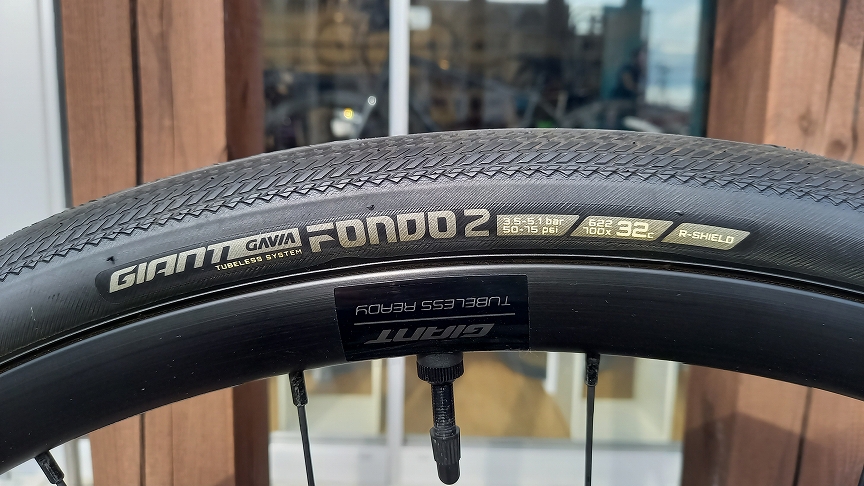 GIANT GAVIA FONDO 2
TUBELESS SYSTEM
3.5-5.1 bar
50-75 psi
622
700x 32c
R-SHIELD
TUBELESS READY
GIANT